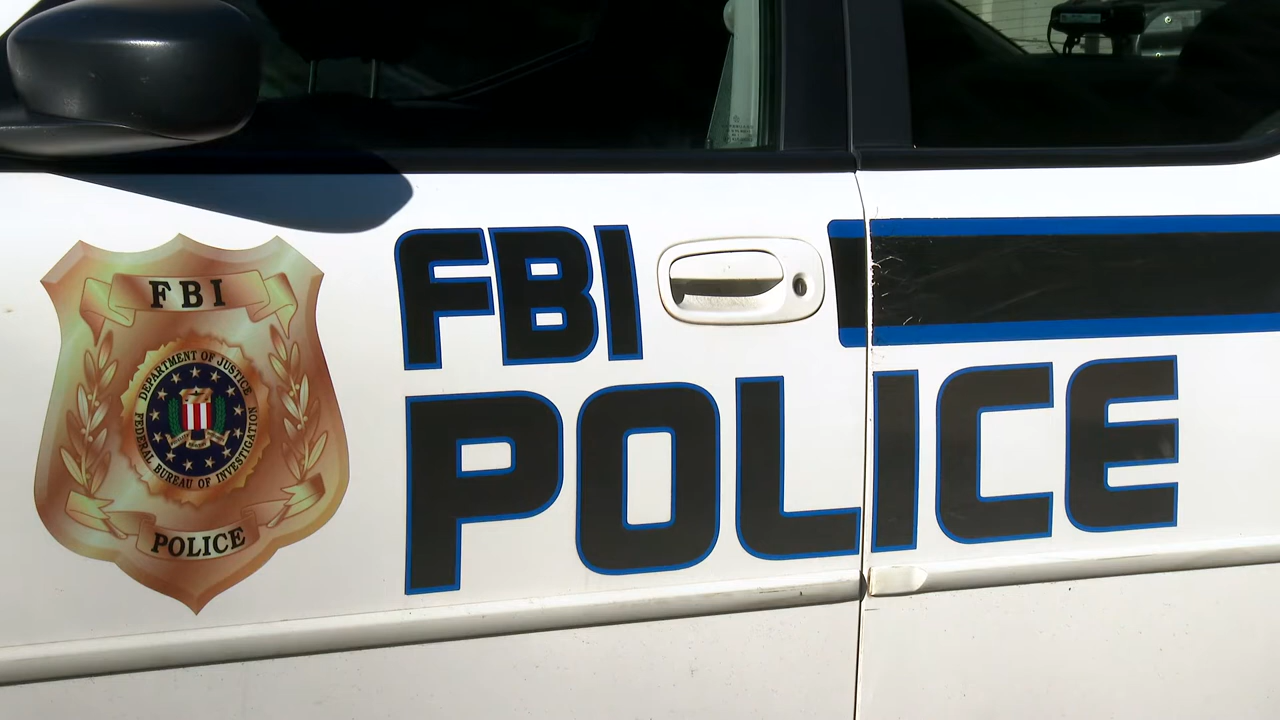 FBI
DEPARTMENT OF JUSTICE
FEDERAL BUREAU OF INVESTIGATION
POLICE
FBI
POLICE